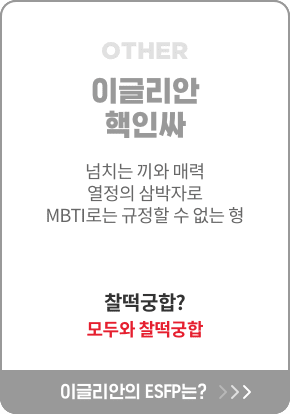 OTHER
이글리안
핵인싸
넘치는 끼와 매력
열정의 삼박자로
MBTI로는 규정할 수 없는 형
찰떡궁합?
모두와 찰떡궁합
이글리안의 ESFP는? >>>